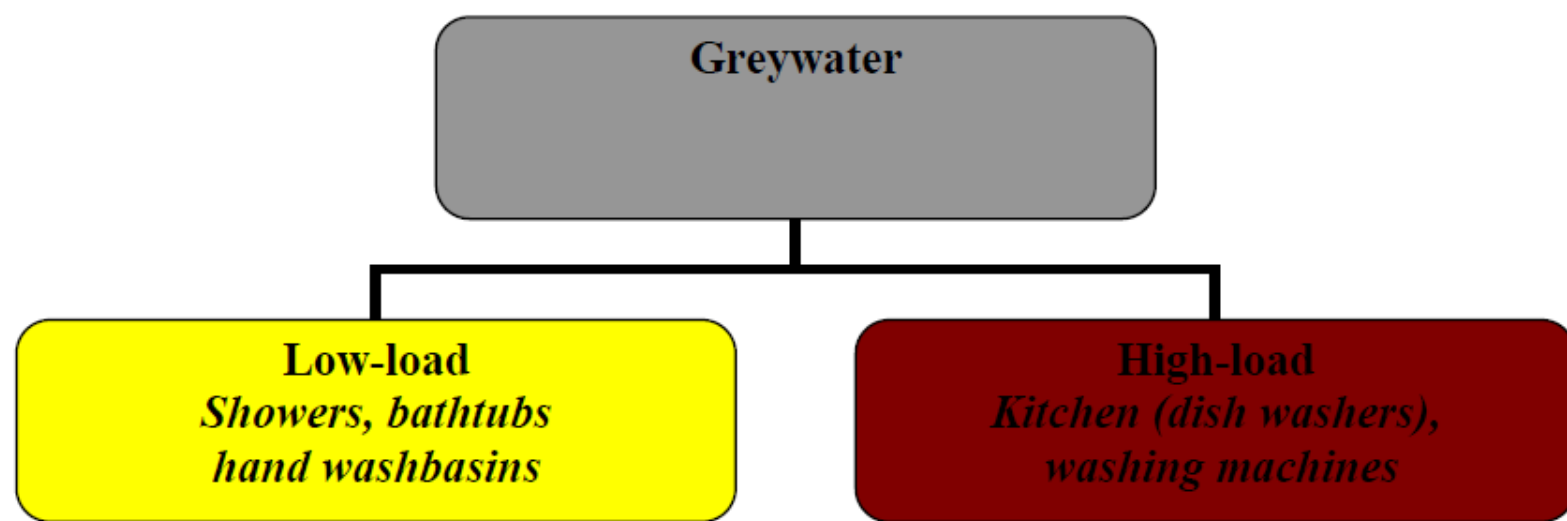 Greywater
Low-load
Showers, bathtubs
hand washbasins
High-load
Kitchen (dish washers),
washing machines